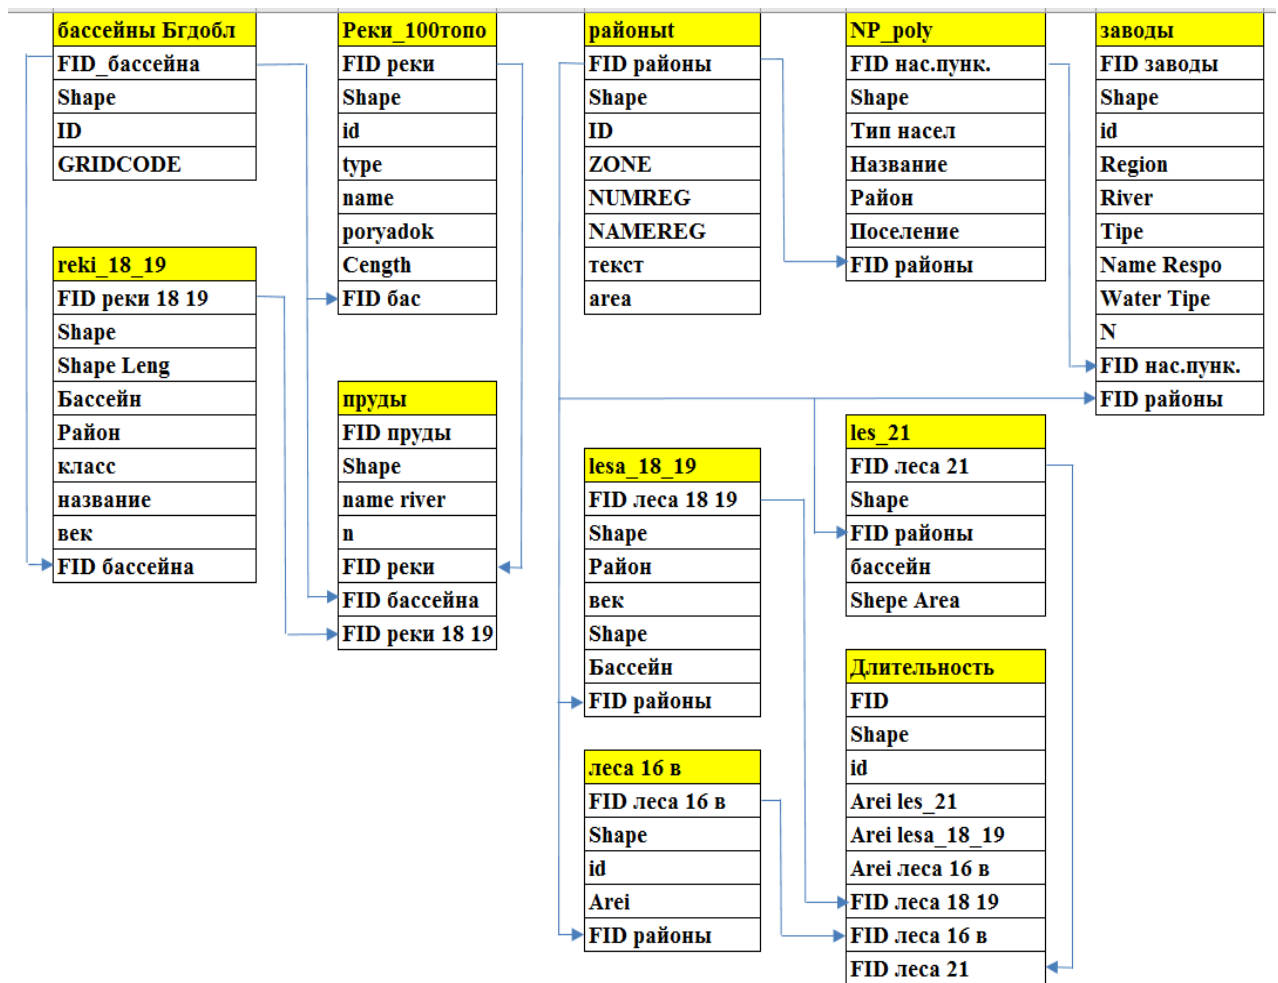 бассейны Бгдобл
FID_бассейна
Shape
ID
GRIDCODE
reki_18_19
FID реки 18 19
Shape
Shape Leng
Бассейн
Район
класс
название
век
FID бассейна
Реки_100топо
FID реки
Shape
id
type
name
poryadok
Cength
FID бас
пруды
FID пруды
Shape
name river
n
FID реки
FID бассейна
FID реки 18 19
районыt
FID районы
Shape
ID
ZONE
NUMREG
NAMEREG
текст
area
lesa_18_19
FID леса 18 19
Shape
Район
век
Shape
Бассейн
FID районы
леса 16 в
FID леса 16 в
Shape
id
Arei
FID районы
NP_poly
FID нас.пунк.
Shape
Тип насел
Название
Район
Поселение
FID районы
les_21
FID леса 21
Shape
FID районы
бассейн
Shepe Area
Длительность
FID
Shape
id
Arei les_21
Arei lesa_18_19
Arei леса 16 в
FID леса 18 19
FID леса 16 в
FID леса 21
заводы
FID заводы
Shape
id
Region
River
Tipe
Name Respo
Water Tipe
N
FID нас.пунк.
FID районы